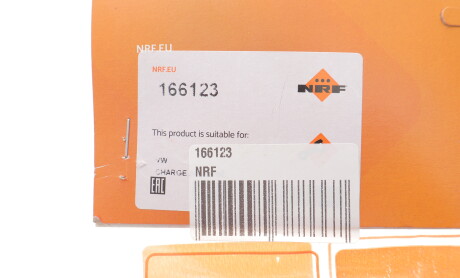 NRF.EU
NRF.EU
NRF
166123
This product is suitable for:
VW
CHARGE
EAC
166123
NRF